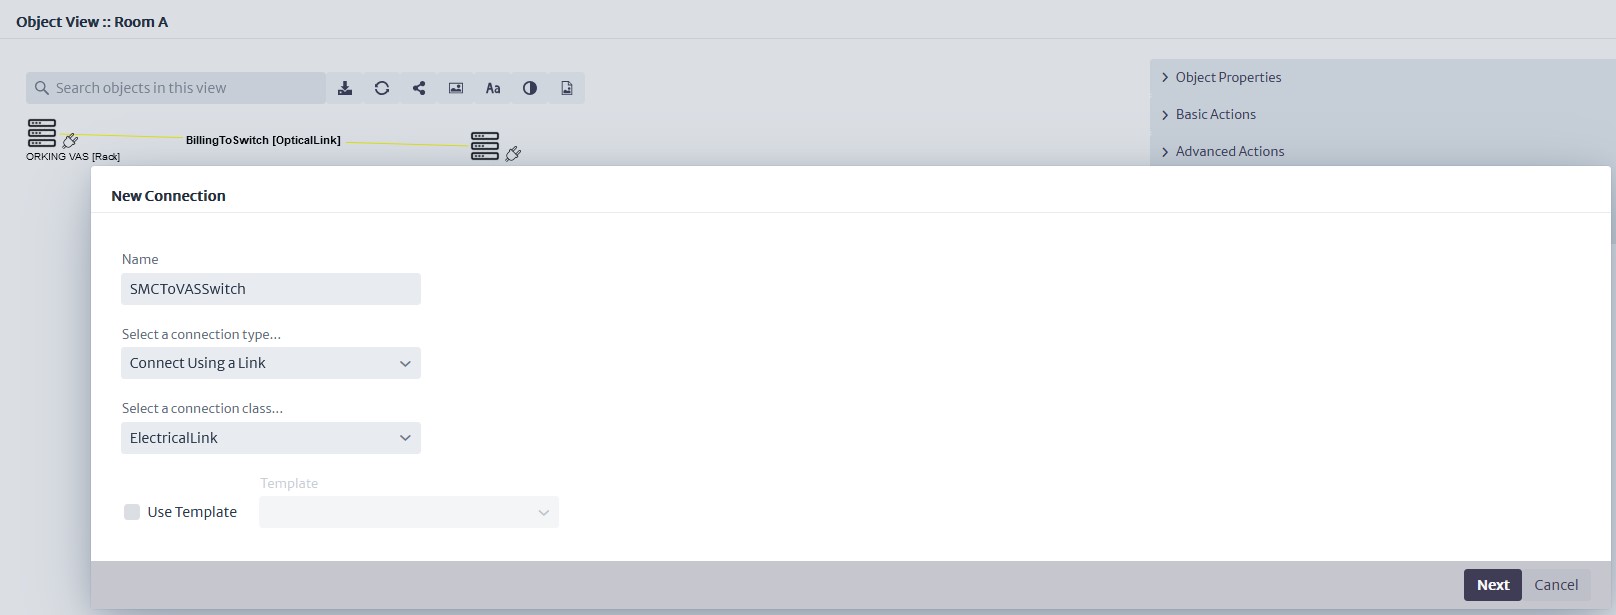 Object View :: Room A
Search objects in this view
Aa
Object Properties
Basic Actions
Advanced Actions
BillingToSwitch [OpticalLink]
ORKING VAS [Rack]
New Connection
Name
SMCToVASSwitch
Select a connection type...
Connect Using a Link
Select a connection class...
ElectricalLink
Template
Use Template
Next
Cancel